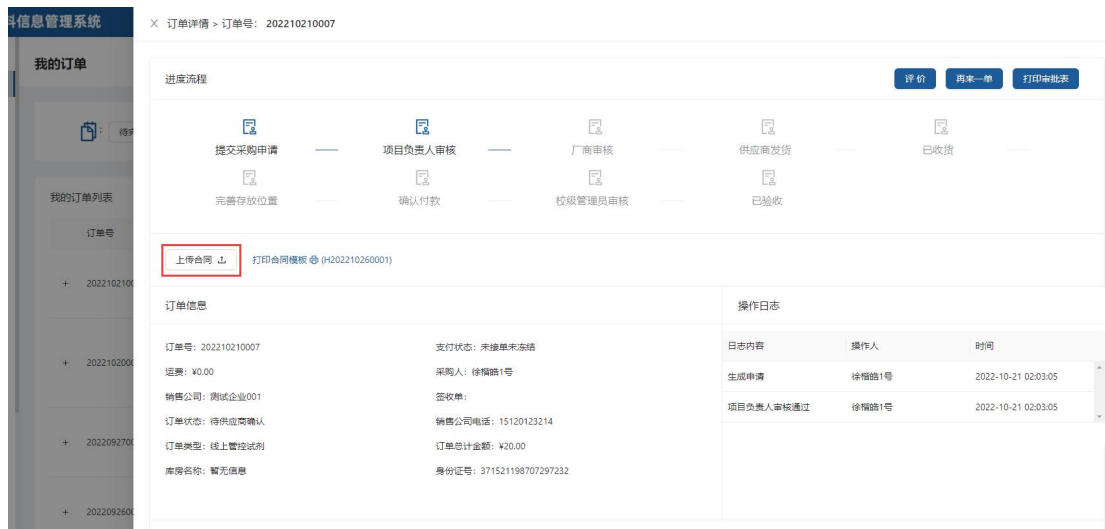 料信息管理系统
× 订单详情 > 订单号： 202210210007
我的订单
进度流程
评 价
再来一单
打印审批表
提交采购申请
项目负责人审核
厂商审核
供应商发货
已收货
完善存放位置
确认付款
校级管理员审核
已验收
我的订单列表
订单号
+ 202210210
+ 202210200
+ 202209270
+ 202209260
上传合同
打印合同模板 (H202210260001)
订单信息
订单号：202210210007
支付状态：未接单未冻结
运费：¥0.00
采购人：徐楷皓1号
销售公司：测试企业001
签收单：
订单状态：待供应商确认
销售公司电话：15120123214
订单类型：线上管控试剂
订单总计金额：¥20.00
库房名称：暂无信息
身份证号：371521198707297232
操作日志
日志内容 操作人 时间
生成申请 徐楷皓1号 2022-10-21 02:03:05
项目负责人审核通过 徐楷皓1号 2022-10-21 02:03:05